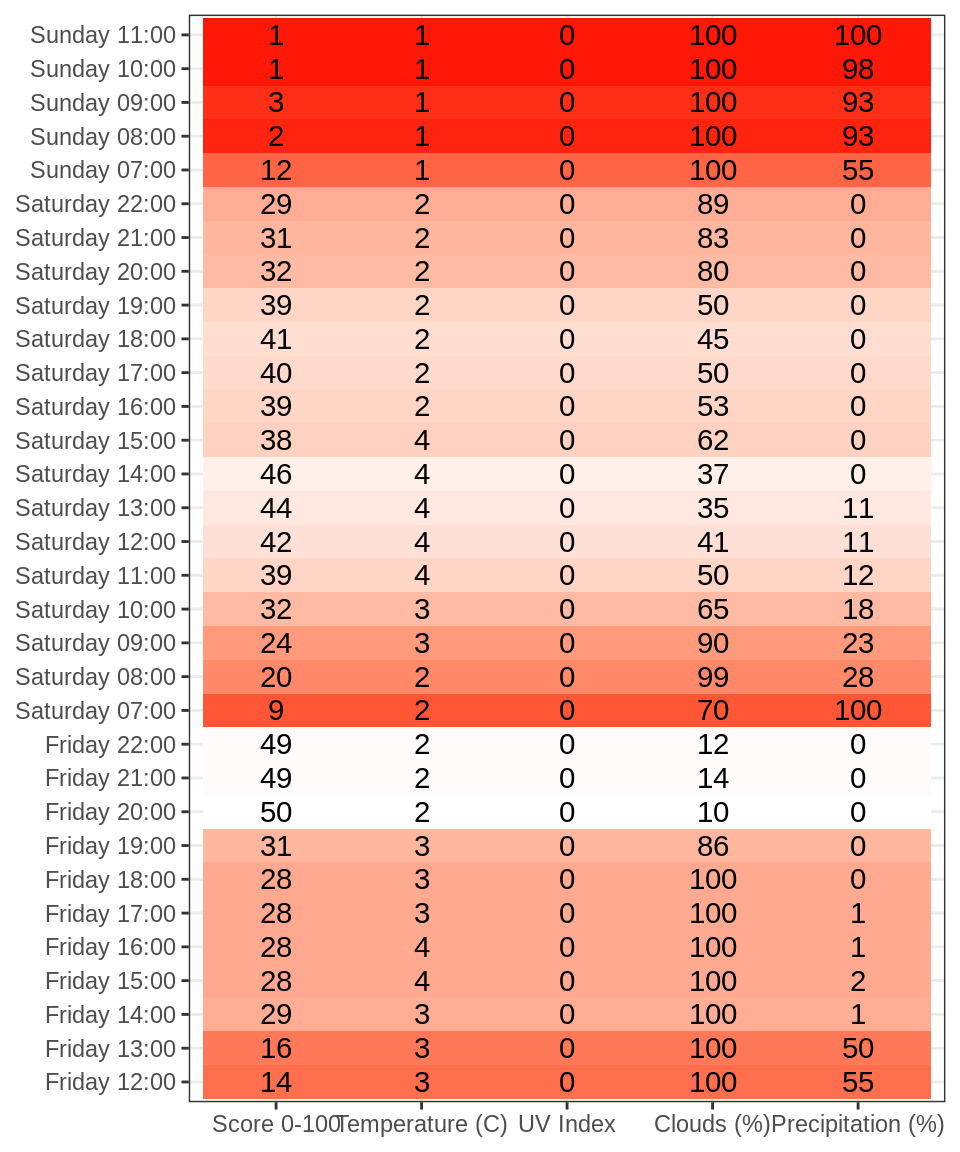 Sunday 11:00 1 1 0 100 100
Sunday 10:00 1 1 0 100 98
Sunday 09:00 3 1 0 100 93
Sunday 08:00 2 1 0 100 93
Sunday 07:00 12 1 0 100 55
Saturday 22:00 29 2 0 89 0
Saturday 21:00 31 2 0 83 0
Saturday 20:00 32 2 0 80 0
Saturday 19:00 39 2 0 50 0
Saturday 18:00 41 2 0 45 0
Saturday 17:00 40 2 0 50 0
Saturday 16:00 39 2 0 53 0
Saturday 15:00 38 4 0 62 0
Saturday 14:00 46 4 0 37 0
Saturday 13:00 44 4 0 35 11
Saturday 12:00 42 4 0 41 11
Saturday 11:00 39 4 0 50 12
Saturday 10:00 32 3 0 65 18
Saturday 09:00 24 3 0 90 23
Saturday 08:00 20 2 0 99 28
Saturday 07:00 9 2 0 70 100
Friday 22:00 49 2 0 12 0
Friday 21:00 49 2 0 14 0
Friday 20:00 50 2 0 10 0
Friday 19:00 31 3 0 86 0
Friday 18:00 28 3 0 100 0
Friday 17:00 28 3 0 100 1
Friday 16:00 28 4 0 100 1
Friday 15:00 28 4 0 100 2
Friday 14:00 29 3 0 100 1
Friday 13:00 16 3 0 100 50
Friday 12:00 14 3 0 100 55
Score 0-100 Temperature (C) UV Index Clouds (%) Precipitation (%)